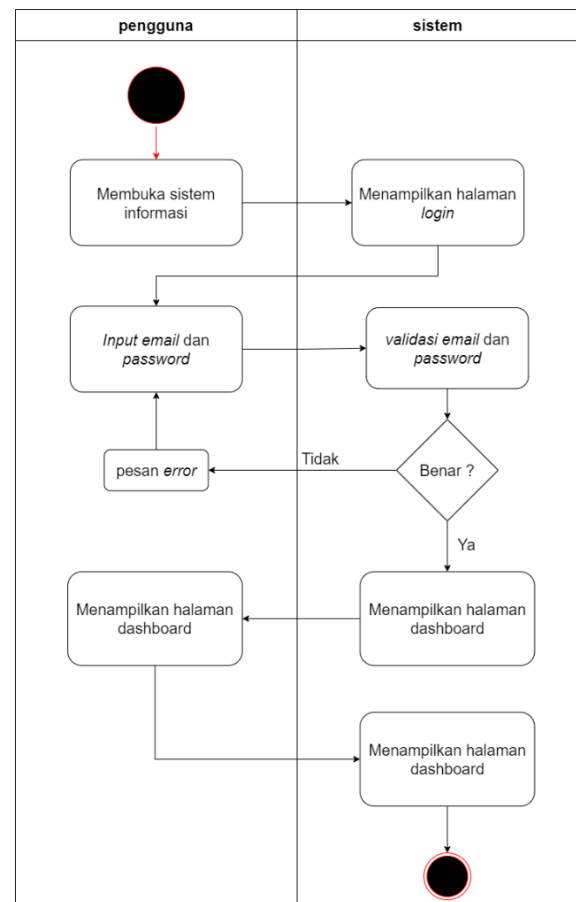 pengguna
sistem
Membuka sistem
informasi
Menampilkan halaman
login
Input email dan
password
validasi email dan
password
pesan error
Tidak
Benar ?
Ya
Menampilkan halaman
dashboard
Menampilkan halaman
dashboard
Menampilkan halaman
dashboard